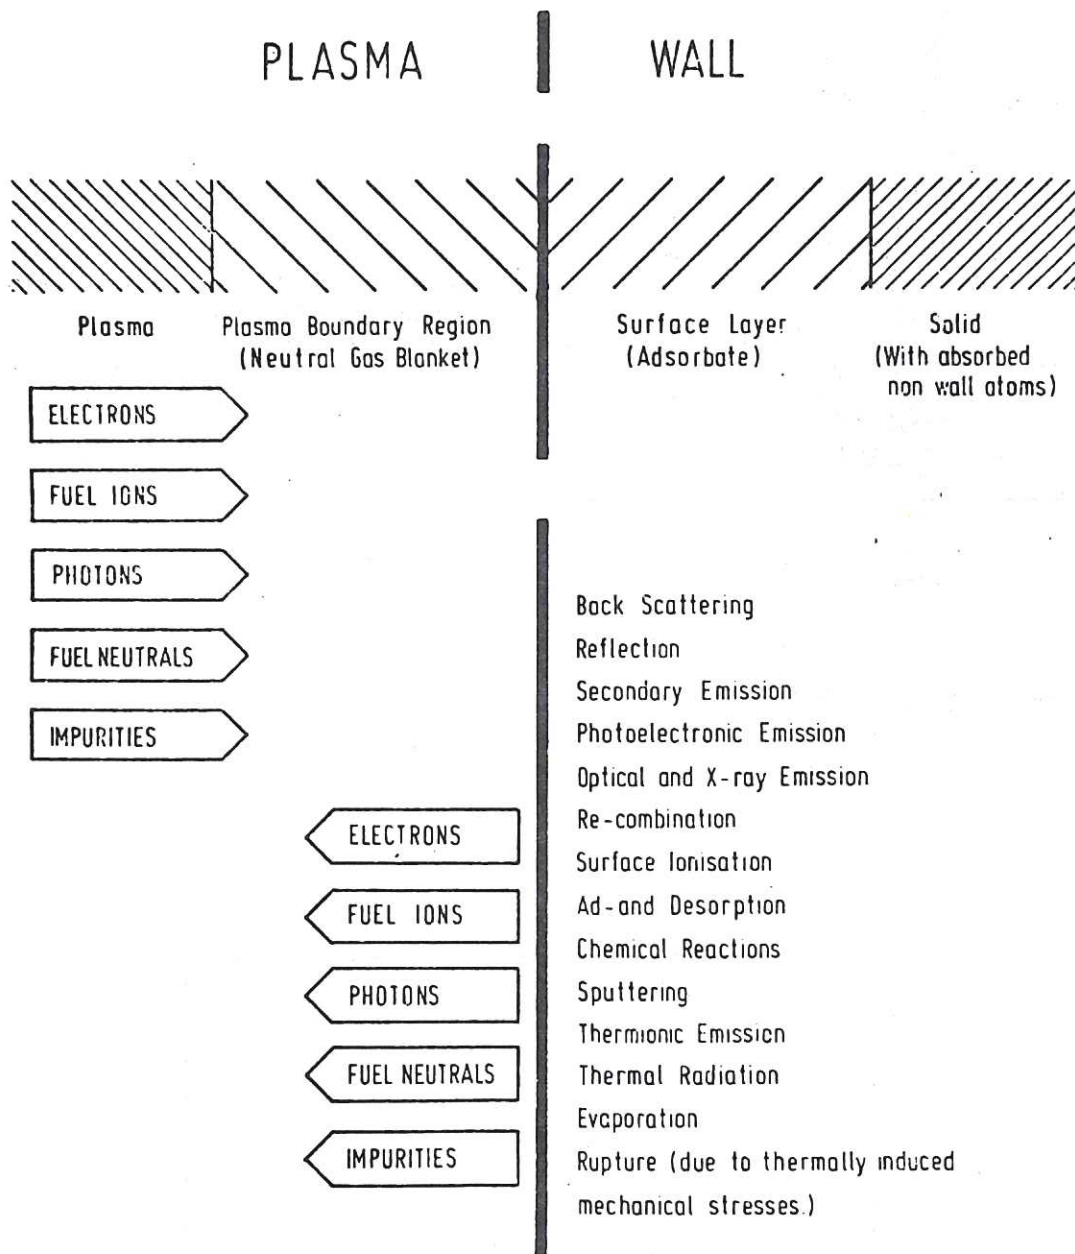 PLASMA WALL
Plasma
Plasma Boundary Region
(Neutral Gas Blanket)
Surface Layer
(Adsorbate)
Solid
(With absorbed
non wall atoms)
ELECTRONS
FUEL IONS
PHOTONS
FUEL NEUTRALS
IMPURITIES
ELECTRONS
FUEL IONS
PHOTONS
FUEL NEUTRALS
IMPURITIES
Back Scattering
Reflection
Secondary Emission
Photoelectronic Emission
Optical and X-ray Emission
Re-combination
Surface Ionisation
Ad-and Desorption
Chemical Reactions
Sputtering
Thermionic Emission
Thermal Radiation
Evaporation
Rupture (due to thermally induced
mechanical stresses.)